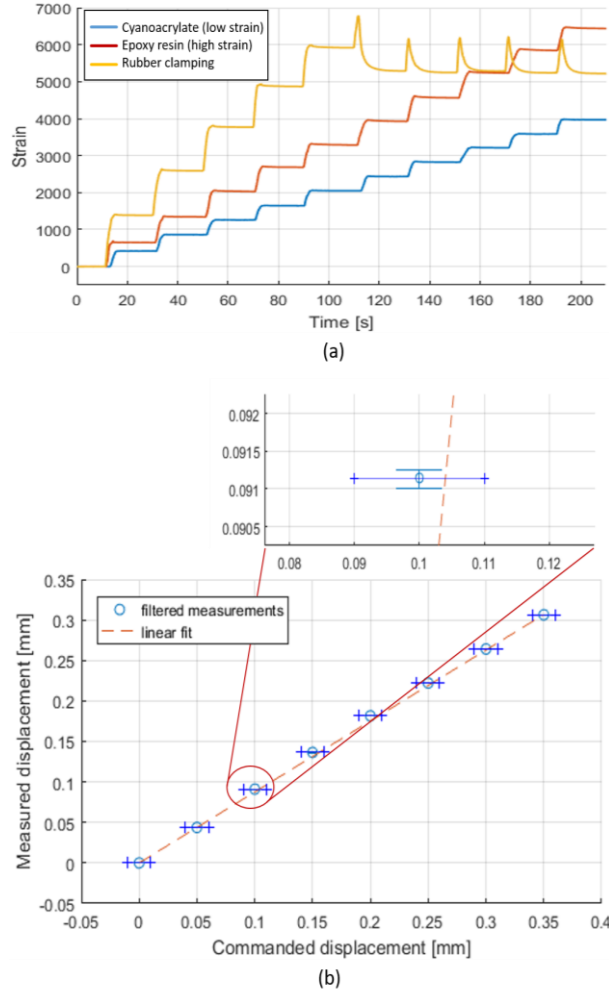 7000
6000
5000
4000
3000
2000
1000
0
Strain
Cyanoacrylate (low strain)
Epoxy resin (high strain)
Rubber clamping
0 20 40 60 80 100 120 140 160 180 200
Time [s]
(a)
0.092
0.0915
0.091
0.0905
0.08 0.09 0.1 0.11 0.12
0.35
0.3
0.25
0.2
0.15
0.1
0.05
0
-0.05
Measured displacement [mm]
filtered measurements
linear fit
-0.05 0 0.05 0.1 0.15 0.2 0.25 0.3 0.35 0.4
Commanded displacement [mm]
(b)